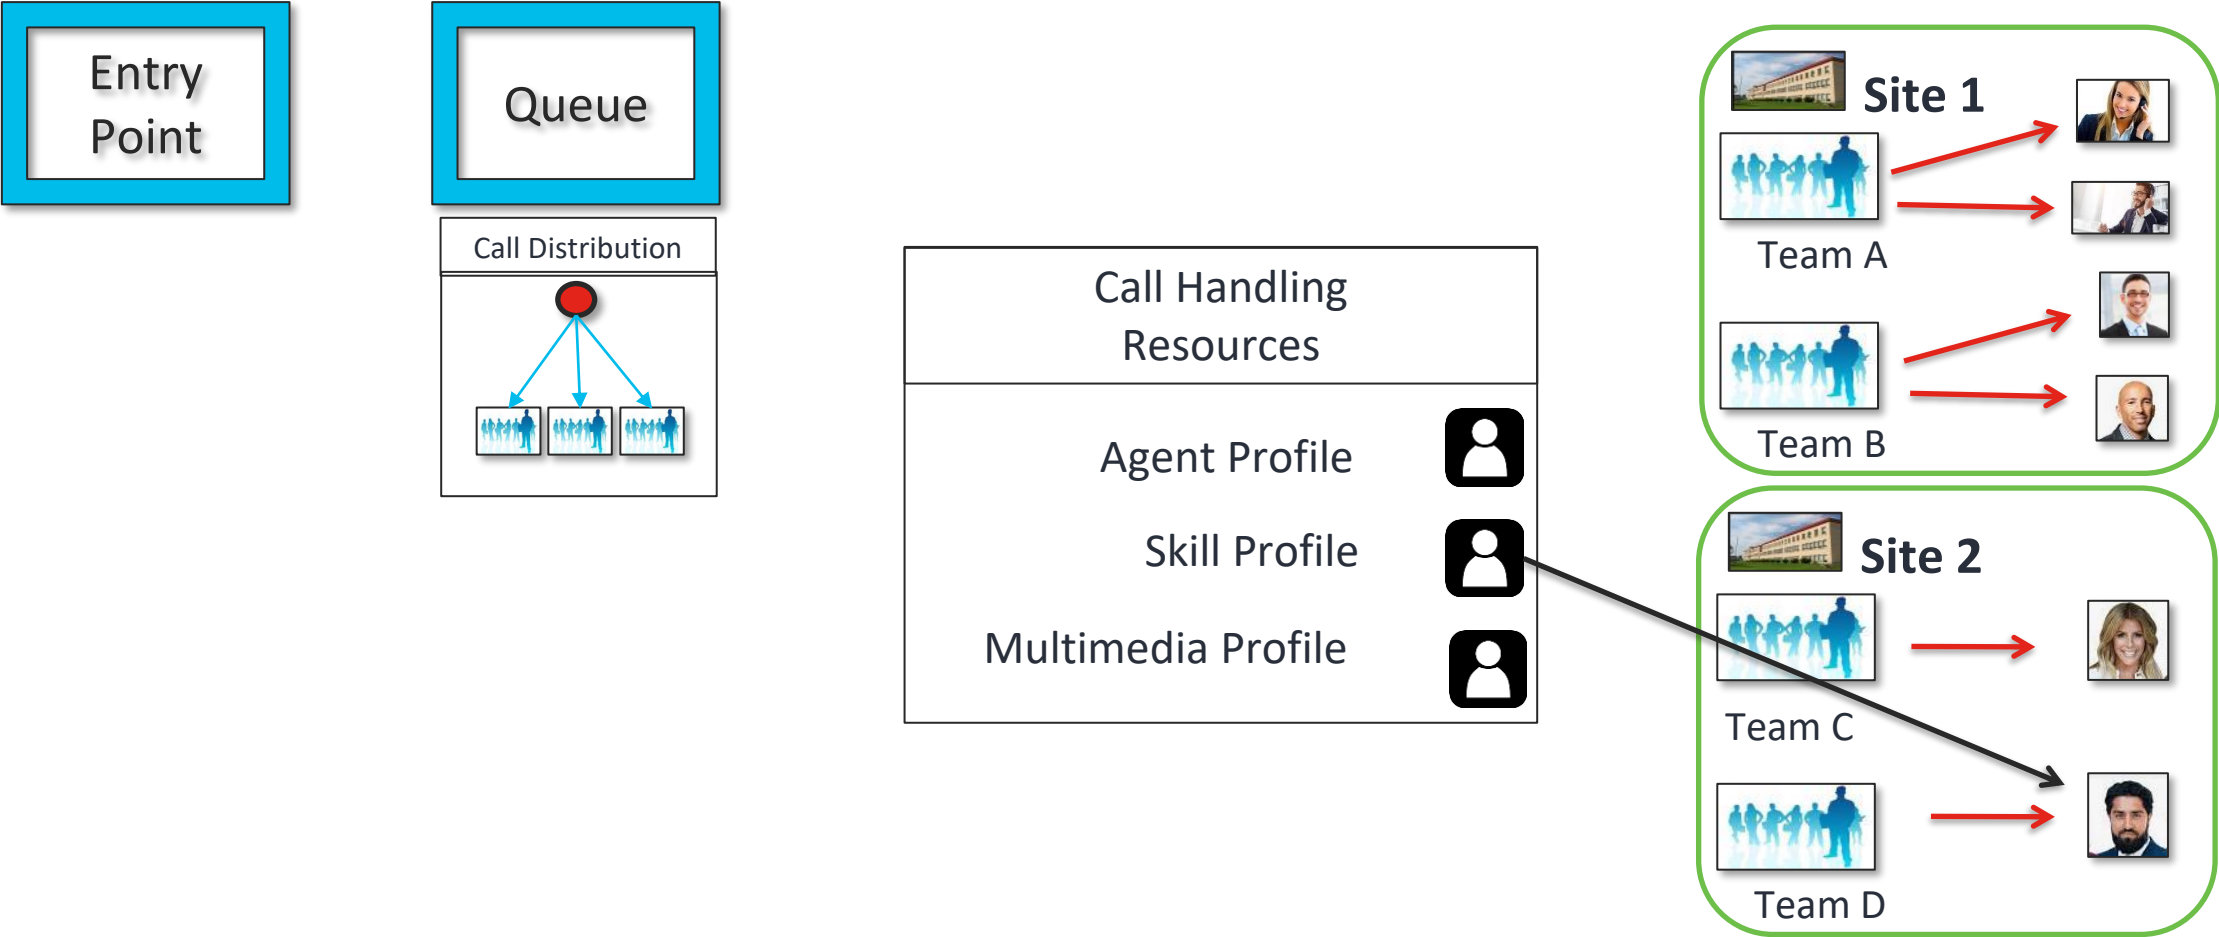 Entry
Point
Queue
Call Distribution
Call Handling
Resources
Agent Profile
Skill Profile
Multimedia Profile
Site 1
Team A
Team B
Site 2
Team C
Team D